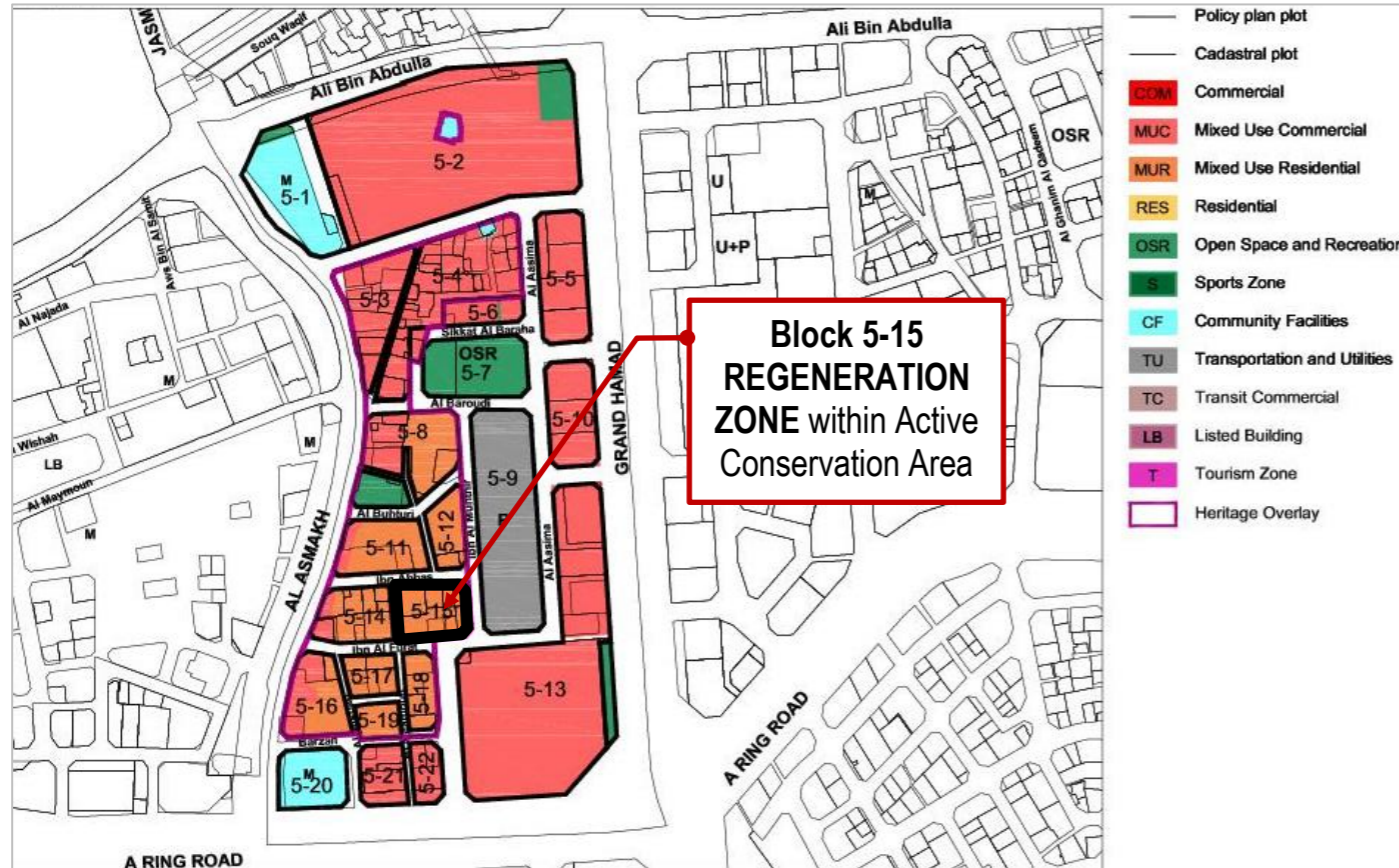 JASM
Souq Waqif
Ali Bin Abdulla
Ali Bin Abdulla
M
5-1
5-2
Aws Bin Al Samit
Al Najada
M
Wishah
LB
Al Maymoun
M
M
5-3
5-4
Al Aasima
5-5
5-6
Sikkat Al Baraha
OSR
5-7
Al Baroudi
5-8
5-9
P
5-10
GRAND HAMAD
Al Buhturi
5-12
Ibn Al Munthir
5-11
Al Aasima
AL ASMAKH
Ibn Abbas
5-14
5-15
Ibn Al Furat
5-17
5-18
5-16
5-19
Barzan
5-13
M
5-20
5-21
5-22
A RING ROAD
A RING ROAD
U
U+P
M
OSR
Al Ghanim Al Qadeem
Block 5-15
REGENERATION
ZONE within Active
Conservation Area
Policy plan plot
Cadastral plot
COM Commercial
MUC Mixed Use Commercial
MUR Mixed Use Residential
RES Residential
OSR Open Space and Recreation
S Sports Zone
CF Community Facilities
TU Transportation and Utilities
TC Transit Commercial
LB Listed Building
T Tourism Zone
Heritage Overlay